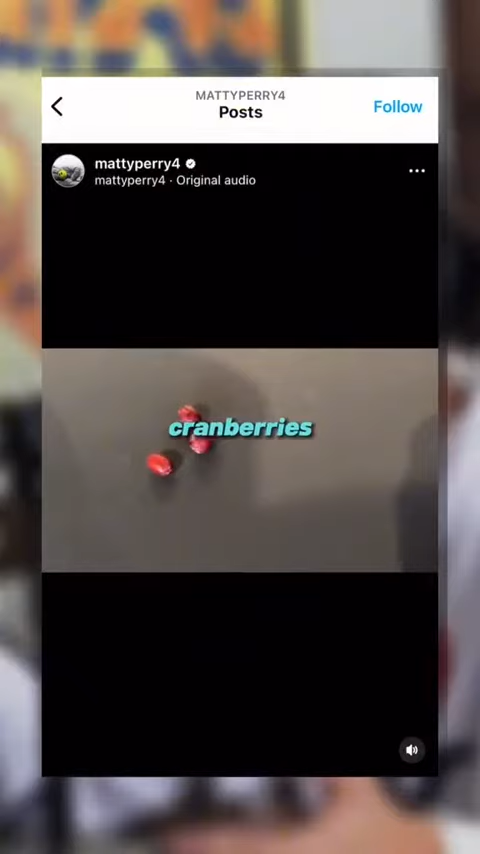 MATTYPERRY4
Posts
Follow
mattyperry4
mattyperry4 · Original audio
cranberries